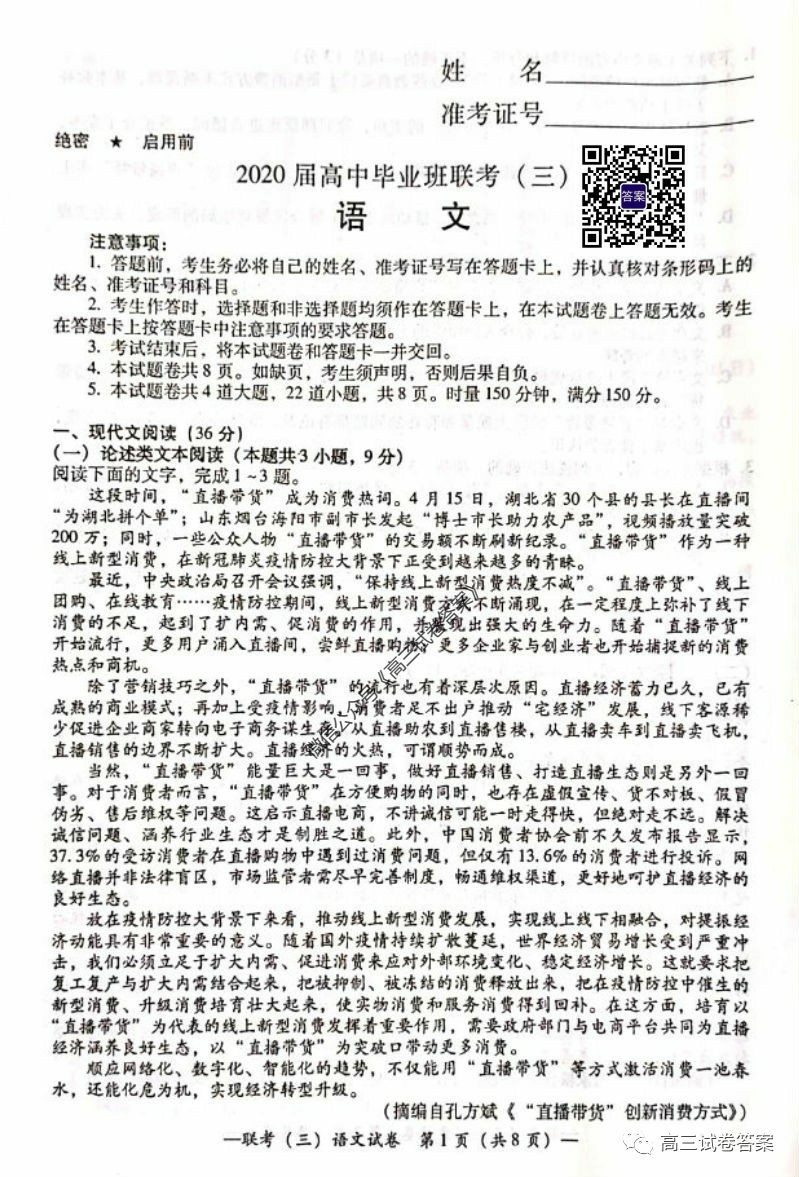 姓　　名
准考证号
绝密 ★ 启用前
2020 届高中毕业班联考（三）
答案
语　文
注意事项：
1. 答题前，考生务必将自己的姓名、准考证号写在答题卡上，并认真核对条形码上的
姓名、准考证号和科目。
2. 考生作答时，选择题和非选择题均须作在答题卡上，在本试题卷上答题无效。考生
在答题卡上按答题卡中注意事项的要求答题。
3. 考试结束后，将本试题卷和答题卡一并交回。
4. 本试题卷共 8 页。如缺页，考生须声明，否则后果自负。
5. 本试题卷共 4 道大题，22 道小题，共 8 页。时量 150 分钟，满分 150 分。
一、现代文阅读（36 分）
（一）论述类文本阅读（本题共 3 小题，9 分）
阅读下面的文字，完成 1~3 题。
这段时间，“直播带货”成为消费热词。4 月 15 日，湖北省 30 个县的县长在直播间
“为湖北拼个单”；山东烟台海阳市副市长发起“博士市长助力农产品”，视频播放量突破
200 万；同时，一些公众人物“直播带货”的交易额不断刷新纪录。“直播带货”作为一种
线上新型消费，在新冠肺炎疫情防控大背景下正受到越来越多的青睐。
最近，中央政治局召开会议强调，“保持线上新型消费热度不减”。“直播带货”、线上
团购、在线教育……疫情防控期间，线上新型消费方式不断涌现，在一定程度上弥补了线下
消费的不足，起到了扩内需、促消费的作用，并展现出强大的生命力。随着“直播带货”
开始流行，更多用户涌入直播间，尝鲜直播购物，更多企业家与创业者也开始捕捉新的消费
热点和商机。
除了营销技巧之外，“直播带货”的流行也有着深层次原因。直播经济蓄力已久，已有
成熟的商业模式；再加上受疫情影响，消费者足不出户推动“宅经济”发展，线下客源稀
少促进企业商家转向电子商务谋生存，从直播助农到直播售楼，从直播卖车到直播卖飞机，
直播销售的边界不断扩大。直播经济的火热，可谓顺势而成。
当然，“直播带货”能量巨大是一回事，做好直播销售、打造直播生态则是另外一回
事。对于消费者而言，“直播带货”在方便购物的同时，也存在虚假宣传、货不对板、假冒
伪劣、售后维权等问题。这启示直播电商，不讲诚信可能一时走得快，但绝对走不远。解决
诚信问题、涵养行业生态才是制胜之道。此外，中国消费者协会前不久发布报告显示，
37.3%的受访消费者在直播购物中遇到过消费问题，但仅有 13.6%的消费者进行投诉。网
络直播并非法律盲区，市场监管者需尽早完善制度，畅通维权渠道，更好地呵护直播经济的
良好生态。
放在疫情防控大背景下来看，推动线上新型消费发展，实现线上线下相融合，对提振经
济动能具有非常重要的意义。随着国外疫情持续扩散蔓延，世界经济贸易增长受到严重冲
击，我们必须立足于扩大内需、促进消费来应对外部环境变化、稳定经济增长。这就要求把
复工复产与扩大内需结合起来，把被抑制、被冻结的消费释放出来，把在疫情防控中催生的
新型消费、升级消费培育壮大起来，使实物消费和服务消费得到回补。在这方面，培育以
“直播带货”为代表的线上新型消费发挥着重要作用，需要政府部门与电商平台共同为直播
经济涵养良好生态，以“直播带货”为突破口带动更多消费。
顺应网络化、数字化、智能化的趋势，不仅能用“直播带货”等方式激活消费一池春
水，还能化危为机，实现经济转型升级。
（摘编自孔方斌《“直播带货”创新消费方式》）
微信公众号《高三试卷答案》
—联考（三）语文试卷　第 1 页（共 8 页）—
高三试卷答案